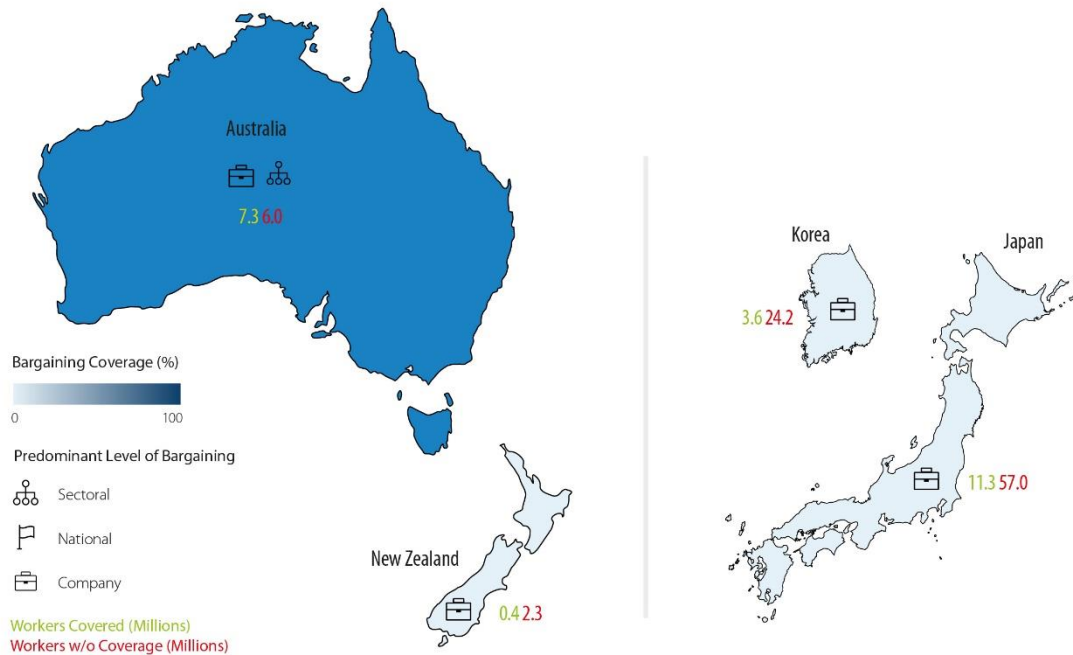 Australia
7.3 6.0
Korea
3.6 24.2
Japan
11.3 57.0
Bargaining Coverage (%)
0 100
Predominant Level of Bargaining
Sectoral
National
Company
New Zealand
0.4 2.3
Workers Covered (Millions)
Workers w/o Coverage (Millions)